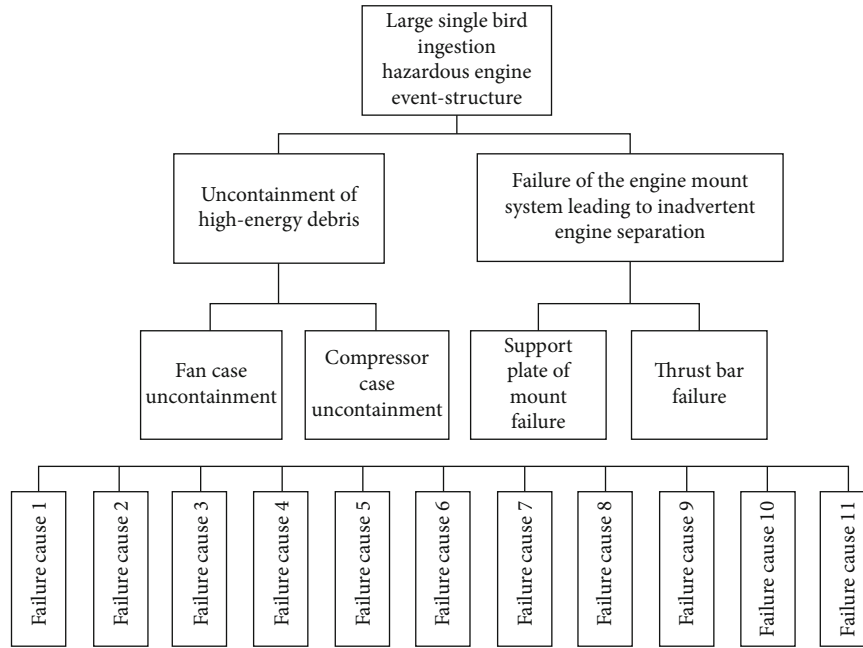 Large single bird
ingestion
hazardous engine
event-structure
Uncontainment of
high-energy debris
Failure of the engine mount
system leading to inadvertent
engine separation
Fan case
uncontainment
Compressor
case
uncontainment
Support
plate of
mount
failure
Thrust bar
failure
Failure cause 1
Failure cause 2
Failure cause 3
Failure cause 4
Failure cause 5
Failure cause 6
Failure cause 7
Failure cause 8
Failure cause 9
Failure cause 10
Failure cause 11